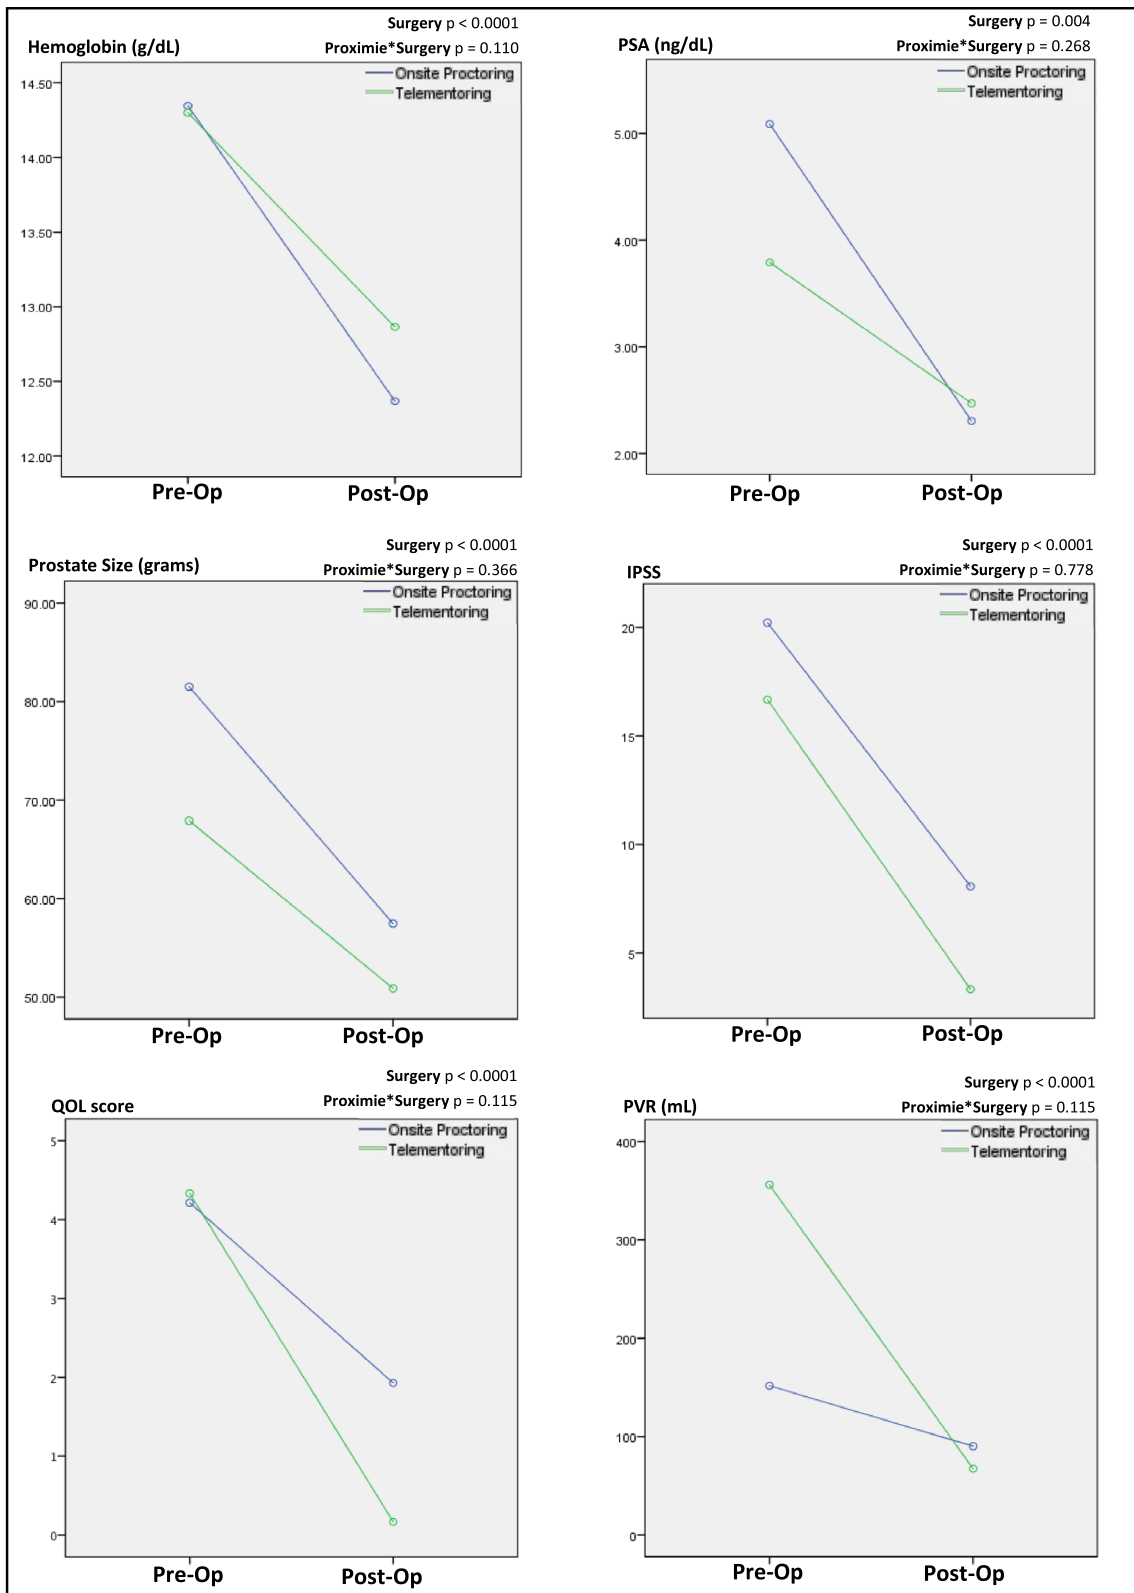 Surgery p < 0.0001
Hemoglobin (g/dL)
Proximie*Surgery p = 0.110
Onsite Proctoring
Telementoring
14.50
14.00
13.50
13.00
12.50
12.00
Pre-Op
Post-Op
Surgery p = 0.004
PSA (ng/dL)
Proximie*Surgery p = 0.268
Onsite Proctoring
Telementoring
5.00
4.00
3.00
2.00
Pre-Op
Post-Op
Surgery p < 0.0001
Prostate Size (grams)
Proximie*Surgery p = 0.366
Onsite Proctoring
Telementoring
90.00
80.00
70.00
60.00
50.00
Pre-Op
Post-Op
Surgery p < 0.0001
IPSS
Proximie*Surgery p = 0.778
Onsite Proctoring
Telementoring
20
15
10
5
Pre-Op
Post-Op
Surgery p < 0.0001
QOL score
Proximie*Surgery p = 0.115
Onsite Proctoring
Telementoring
5
4
3
2
1
0
Pre-Op
Post-Op
Surgery p < 0.0001
PVR (mL)
Proximie*Surgery p = 0.115
Onsite Proctoring
Telementoring
400
300
200
100
0
Pre-Op
Post-Op